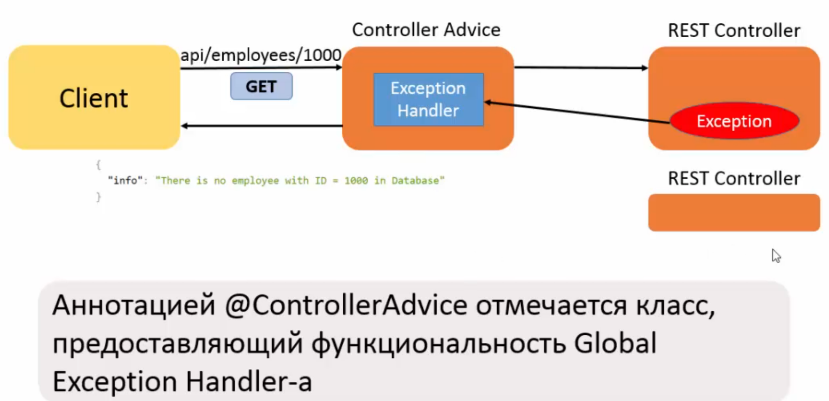 Controller Advice
REST Controller
api/employees/1000
GET
Client
Exception
Handler
Exception
{
"info": "There is no employee with ID = 1000 in Database"
}
REST Controller
Аннотацией @ControllerAdvice отмечается класс,
предоставляющий функциональность Global
Exception Handler-а